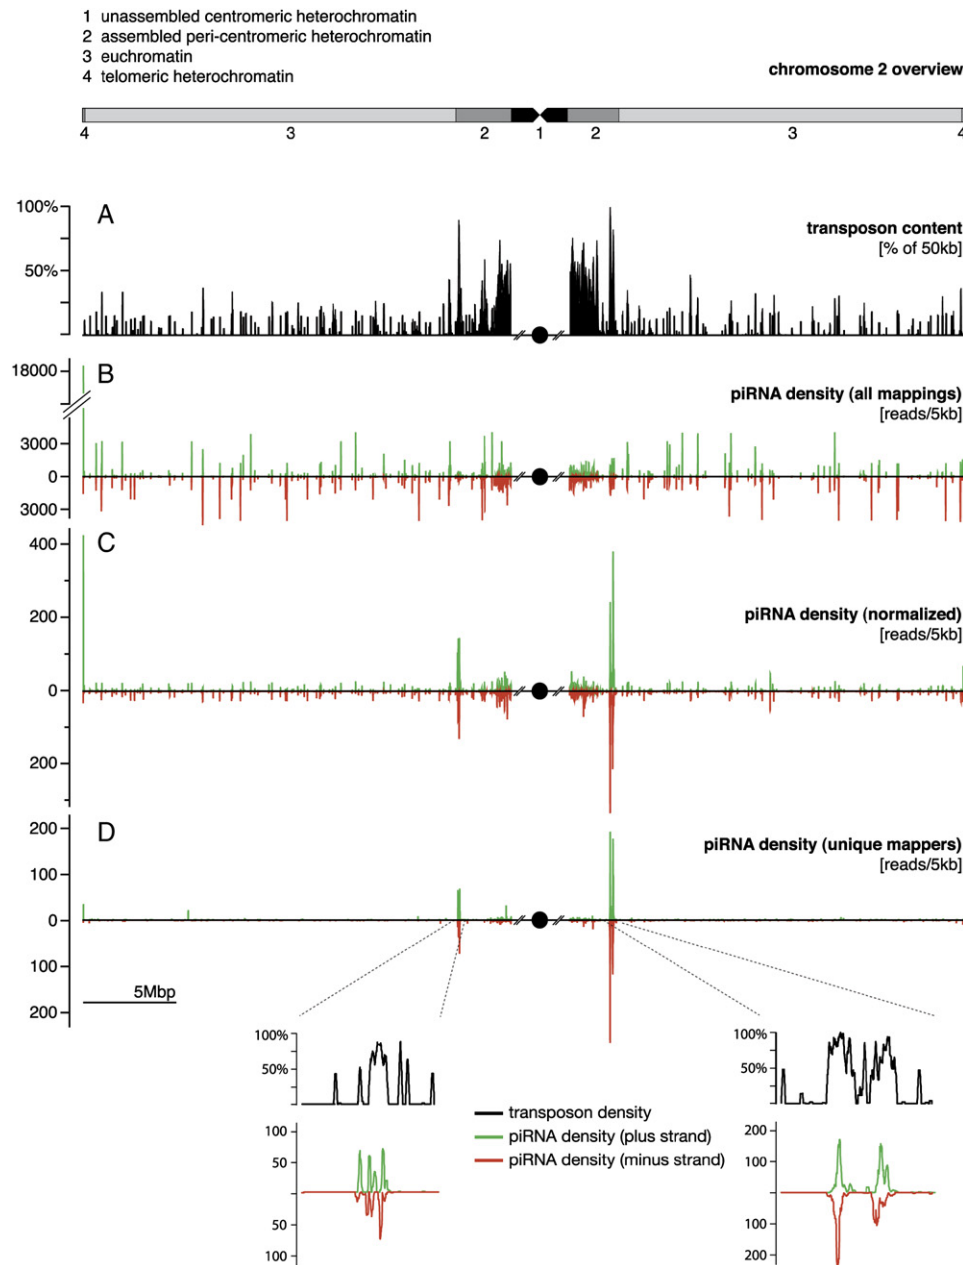 1 unassembled centromeric heterochromatin
2 assembled peri-centromeric heterochromatin
3 euchromatin
4 telomeric heterochromatin
chromosome 2 overview
4 3 2 1 2 3 4
A
100%
50%
transposon content
[% of 50kb]
B
18000
3000
0
3000
piRNA density (all mappings)
[reads/5kb]
C
400
200
0
200
piRNA density (normalized)
[reads/5kb]
D
200
100
0
100
200
piRNA density (unique mappers)
[reads/5kb]
5Mbp
100%
50%
100%
50%
transposon density
piRNA density (plus strand)
piRNA density (minus strand)
100
50
50
100
200
100
100
200